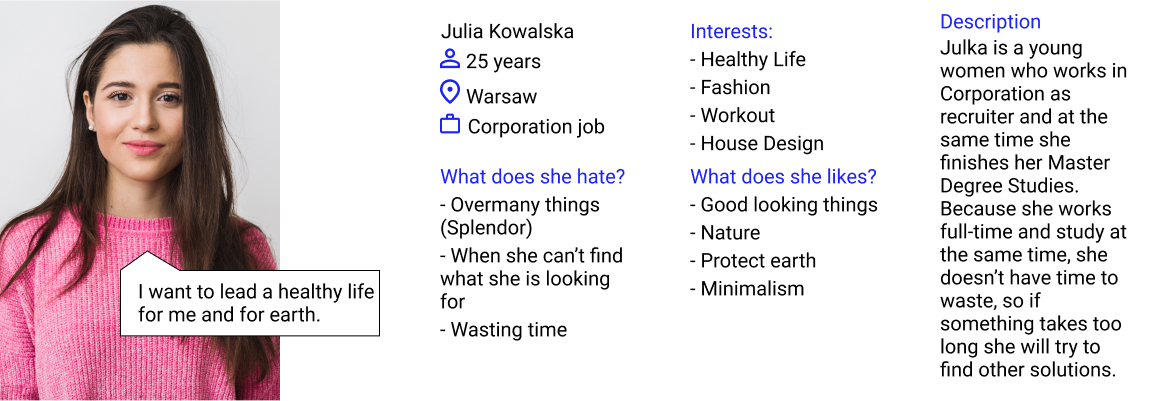 I want to lead a healthy life
for me and for earth.
Julia Kowalska
25 years
Warsaw
Corporation job
What does she hate?
- Overmany things
(Splendor)
- When she can’t find
what she is looking
for
- Wasting time
Interests:
- Healthy Life
- Fashion
- Workout
- House Design
What does she likes?
- Good looking things
- Nature
- Protect earth
- Minimalism
Description
Julka is a young
women who works in
Corporation as
recruiter and at the
same time she
finishes her Master
Degree Studies.
Because she works
full-time and study at
the same time, she
doesn’t have time to
waste, so if
something takes too
long she will try to
find other solutions.